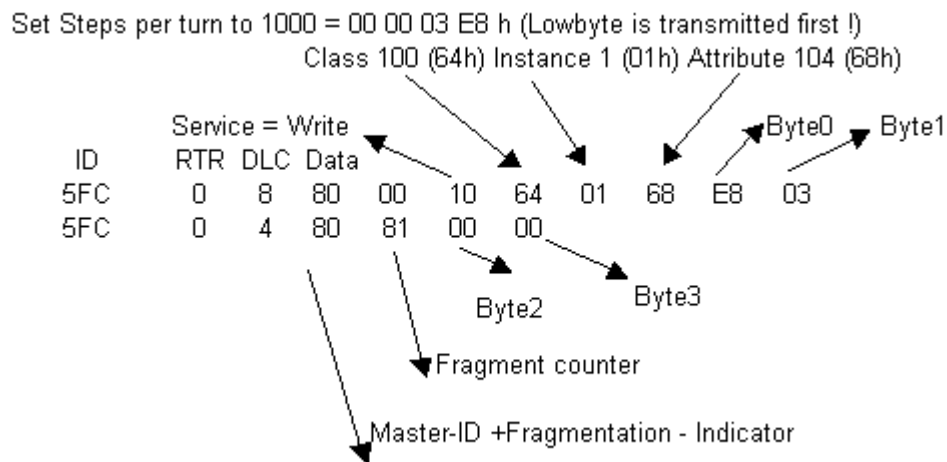 Set Steps per turn to 1000 = 00 00 03 E8 h (Lowbyte is transmitted first !)
Class 100 (64h) Instance 1 (01h) Attribute 104 (68h)
Service = Write Byte0 Byte1
ID RTR DLC Data
5FC 0 8 80 00 10 64 01 68 E8 03
5FC 0 4 80 81 00 00
Byte2 Byte3
Fragment counter
Master-ID +Fragmentation - Indicator